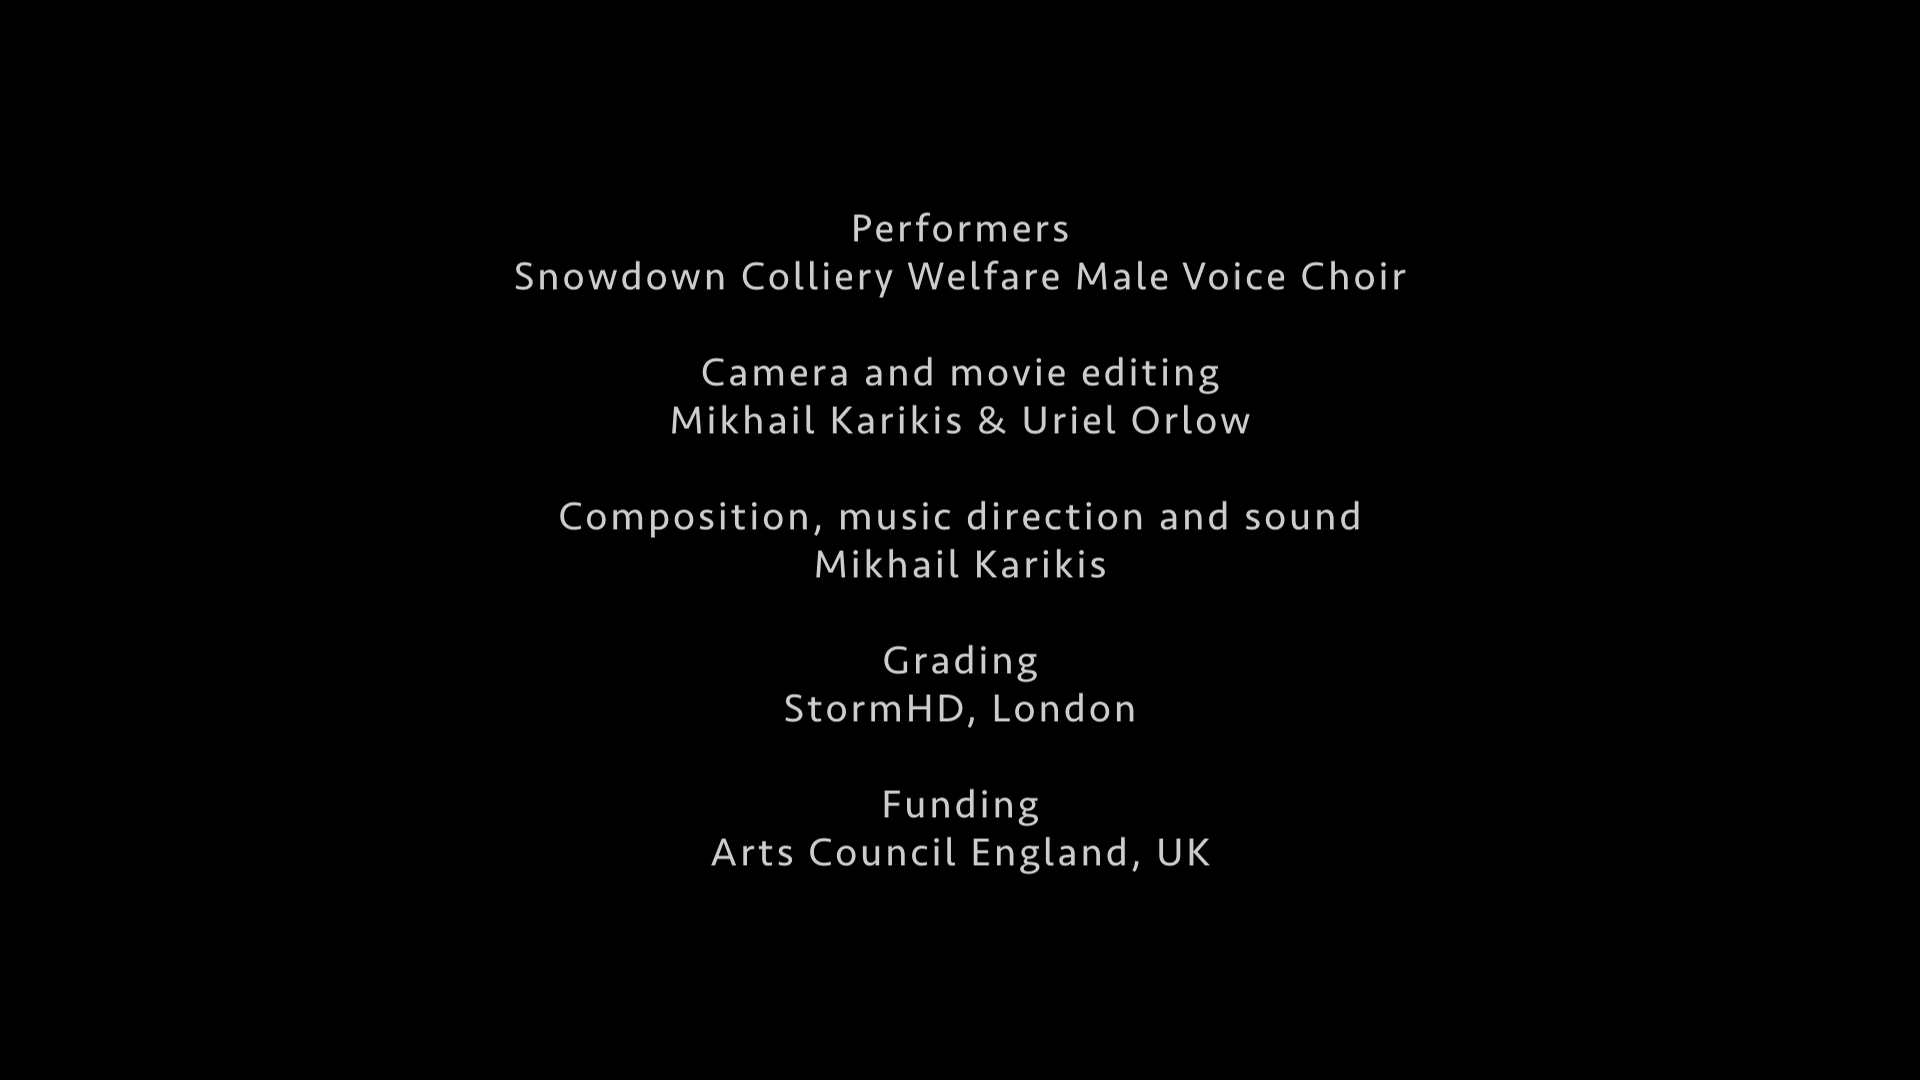 Performers
Snowdown Colliery Welfare Male Voice Choir
Camera and movie editing
Mikhail Karikis & Uriel Orlow
Composition, music direction and sound
Mikhail Karikis
Grading
StormHD, London
Funding
Arts Council England, UK